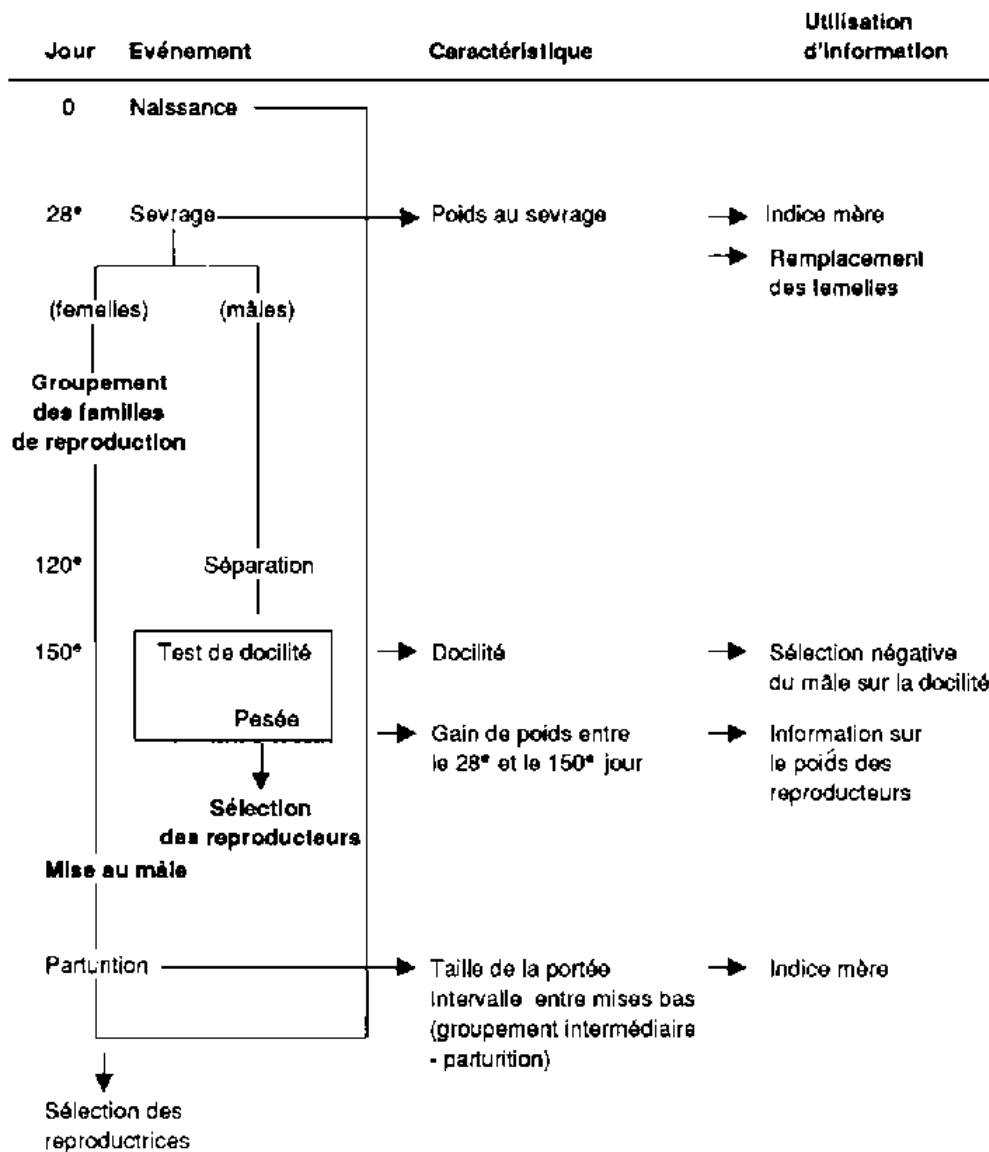 Jour Evénement Caractéristique Utilisation d'information
0 Naissance
28e Sevrage Poids au sevrage Indice mère
Remplacement
des femelles
(femelles) (mâles)
Groupement
des familles
de reproduction
120e Séparation
150e Test de docilité Docilité Sélection négative
du mâle sur la docilité
Pesée Gain de poids entre Information sur
le 28e et le 150e jour le poids des
reproducteurs
Sélection
des reproducteurs
Mise au mâle
Parturition Taille de la portée Indice mère
Intervalle entre mises bas
(groupement intermédiaire
- parturition)
Sélection des
reproductrices